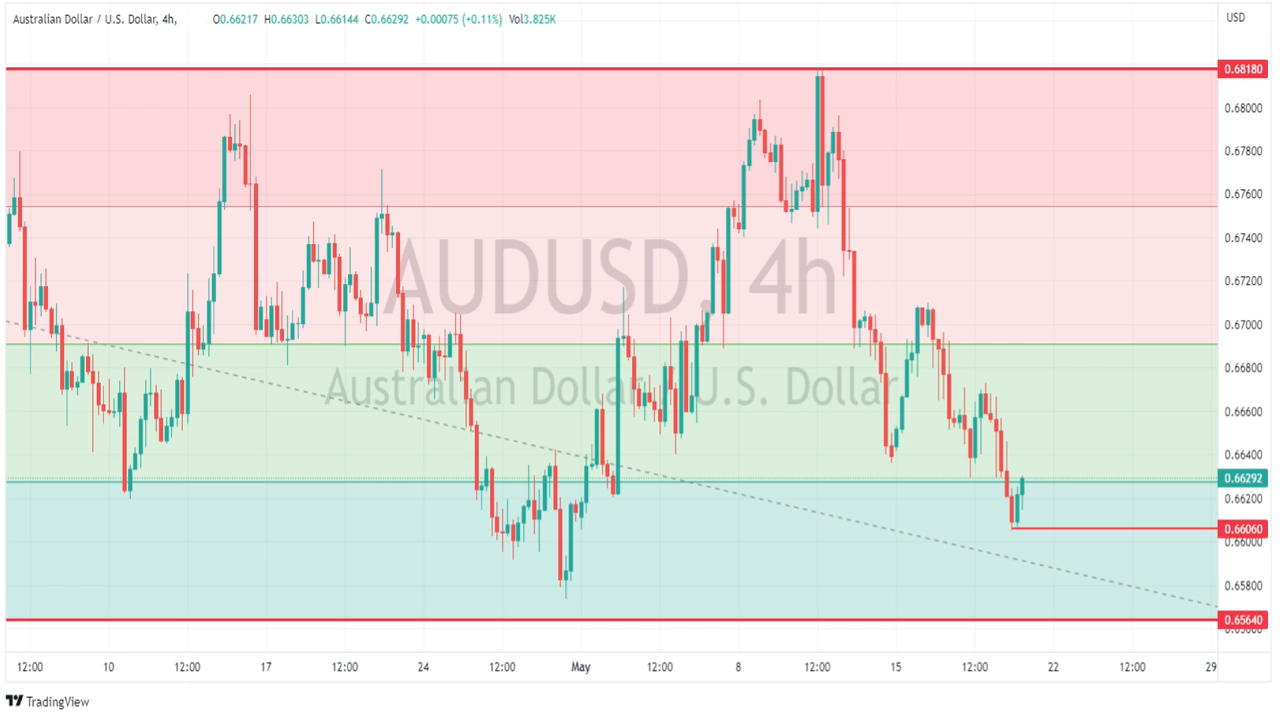 Australian Dollar / U.S. Dollar, 4h, O0.66217 H0.66303 L0.66144 C0.66292 +0.00075 (+0.11%) Vol3.825K
USD
0.68180
0.68000
0.67800
0.67600
0.67400
0.67200
0.67000
0.66800
0.66600
0.66400
0.66292
0.66200
0.66060
0.66000
0.65800
0.65640
AUDUSD, 4h
Australian Dollar / U.S. Dollar
12:00 10 12:00 17 12:00 24 12:00 May 12:00 8 12:00 15 12:00 22 12:00 29
TradingView